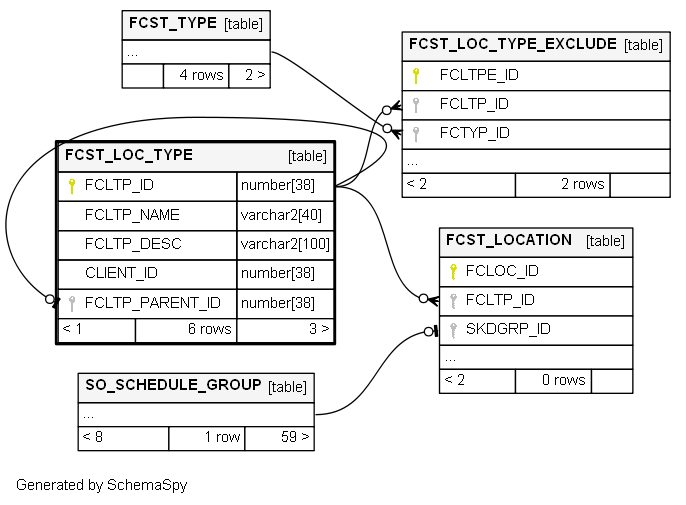 FCST_TYPE [table]
...
4 rows 2 >
FCST_LOC_TYPE_EXCLUDE [table]
FCLTPE_ID
FCLTP_ID
FCTYP_ID
...
< 2 2 rows
FCST_LOC_TYPE [table]
FCLTP_ID number[38]
FCLTP_NAME varchar2[40]
FCLTP_DESC varchar2[100]
CLIENT_ID number[38]
FCLTP_PARENT_ID number[38]
< 1 6 rows 3 >
FCST_LOCATION [table]
FCLOC_ID
FCLTP_ID
SKDGRP_ID
...
< 2 0 rows
SO_SCHEDULE_GROUP [table]
...
< 8 1 row 59 >
Generated by SchemaSpy